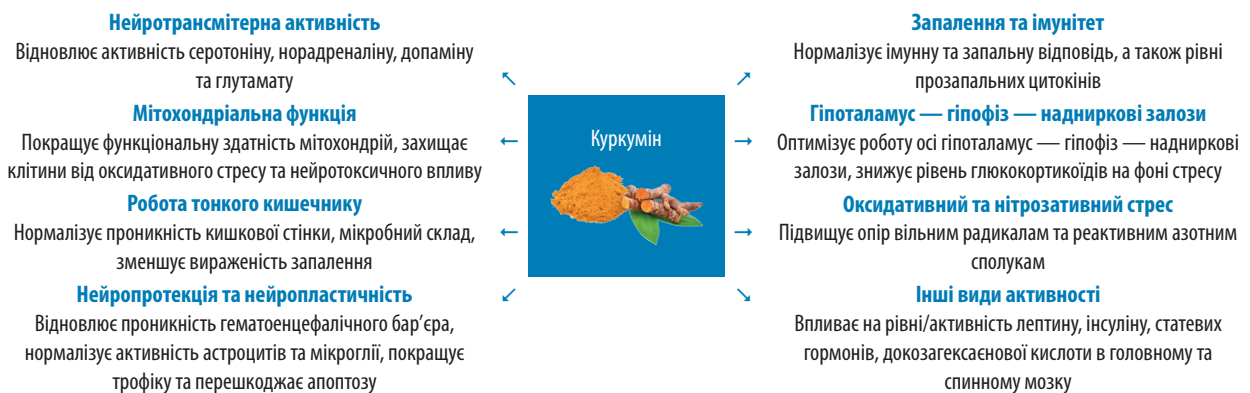 Нейротрансмітерна активність
Відновлює активність серотоніну, норадреналіну, допаміну
та глутамату
Мітохондріальна функція
Покращує функціональну здатність мітохондрій, захищає
клітини від оксидативного стресу та нейротоксичного впливу
Робота тонкого кишечнику
Нормалізує проникність кишкової стінки, мікробний склад,
зменшує вираженість запалення
Нейропротекція та нейропластичність
Відновлює проникність гематоенцефалічного бар’єра,
нормалізує активність астроцитів та мікроглії, покращує
трофіку та перешкоджає апоптозу
Куркумін
Запалення та імунітет
Нормалізує імунну та запальну відповідь, а також рівні
прозапальних цитокінів
Гіпоталамус — гіпофіз — надниркові залози
Оптимізує роботу осі гіпоталамус — гіпофіз — надниркові
залози, знижує рівень глюкокортикоїдів на фоні стресу
Оксидативний та нітрозативний стрес
Підвищує опір вільним радикалам та реактивним азотним
сполукам
Інші види активності
Впливає на рівні/активність лептину, інсуліну, статевих
гормонів, докозагексаєнової кислоти в головному та
спинному мозку